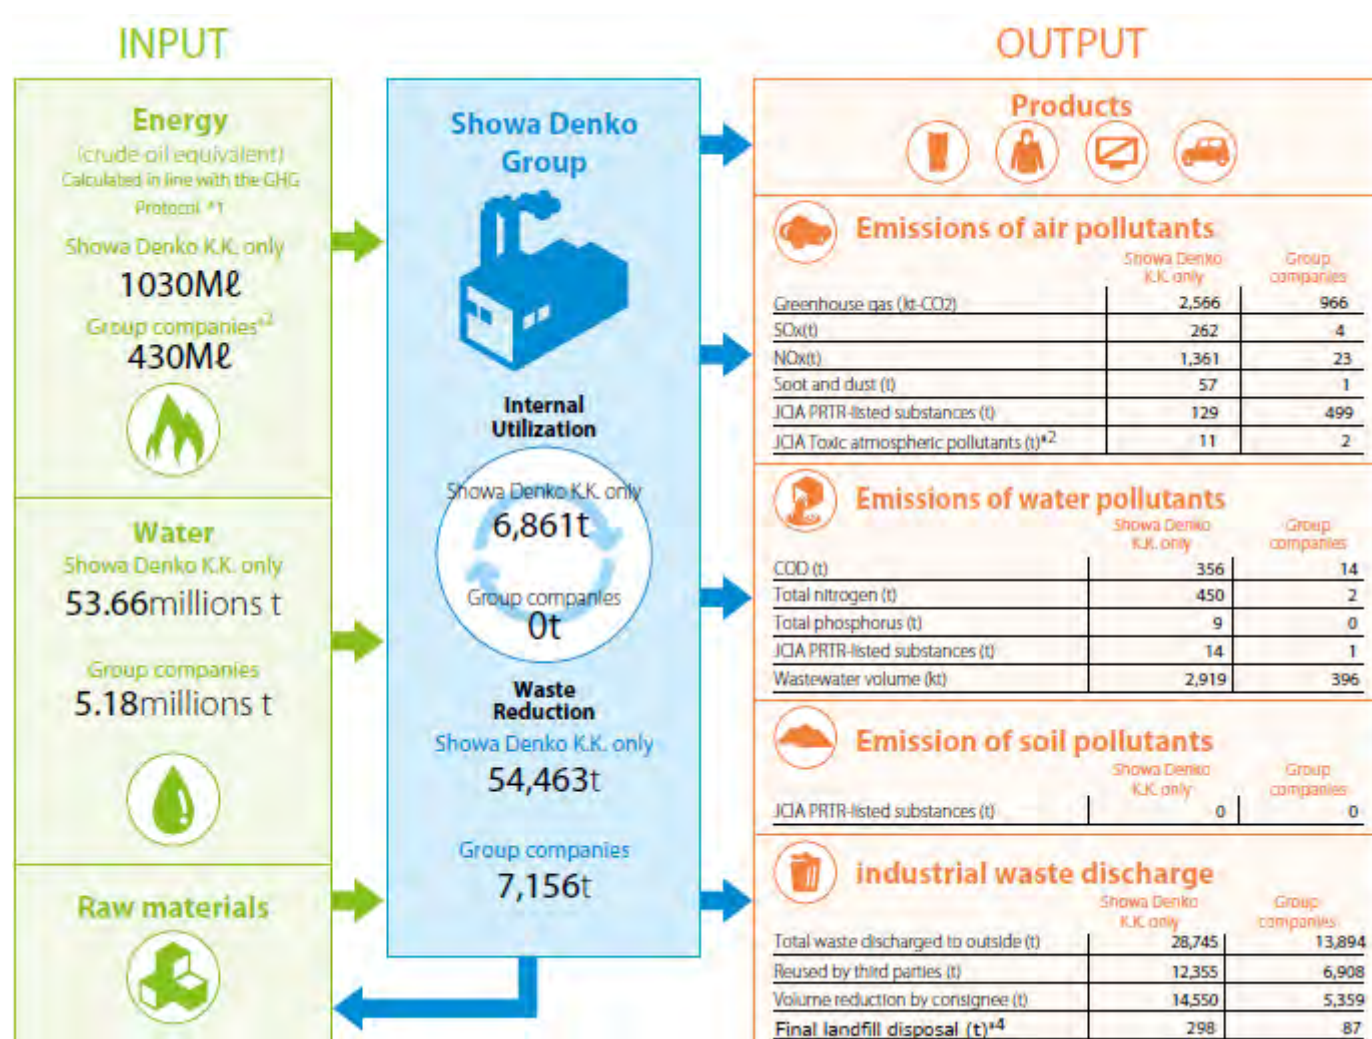 INPUT
OUTPUT
Energy
(crude oil equivalent)
Calculated in line with the GHG
Protocol *1
Showa Denko K.K. only
1030Mℓ
Group companies*2
430Mℓ
Water
Showa Denko K.K. only
53.66millions t
Group companies
5.18millions t
Raw materials
Showa Denko
Group
Internal
Utilization
Showa Denko K.K. only
6,861t
Group companies
0t
Waste
Reduction
Showa Denko K.K. only
54,463t
Group companies
7,156t
Products
Emissions of air pollutants
Showa Denko K.K. only Group companies
Greenhouse gas (kt-CO2) 2,566 966
SOx(t) 262 4
NOx(t) 1,361 23
Soot and dust (t) 57 1
JCIA PRTR-listed substances (t) 129 499
JCIA Toxic atmospheric pollutants (t)*2 11 2
Emissions of water pollutants
Showa Denko K.K. only Group companies
COD (t) 356 14
Total nitrogen (t) 450 2
Total phosphorus (t) 9 0
JCIA PRTR-listed substances (t) 14 1
Wastewater volume (kt) 2,919 396
Emission of soil pollutants
Showa Denko K.K. only Group companies
JCIA PRTR-listed substances (t) 0 0
industrial waste discharge
Showa Denko K.K. only Group companies
Total waste discharged to outside (t) 28,745 13,894
Reused by third parties (t) 12,355 6,908
Volume reduction by consignee (t) 14,550 5,359
Final landfill disposal (t)*4 298 87